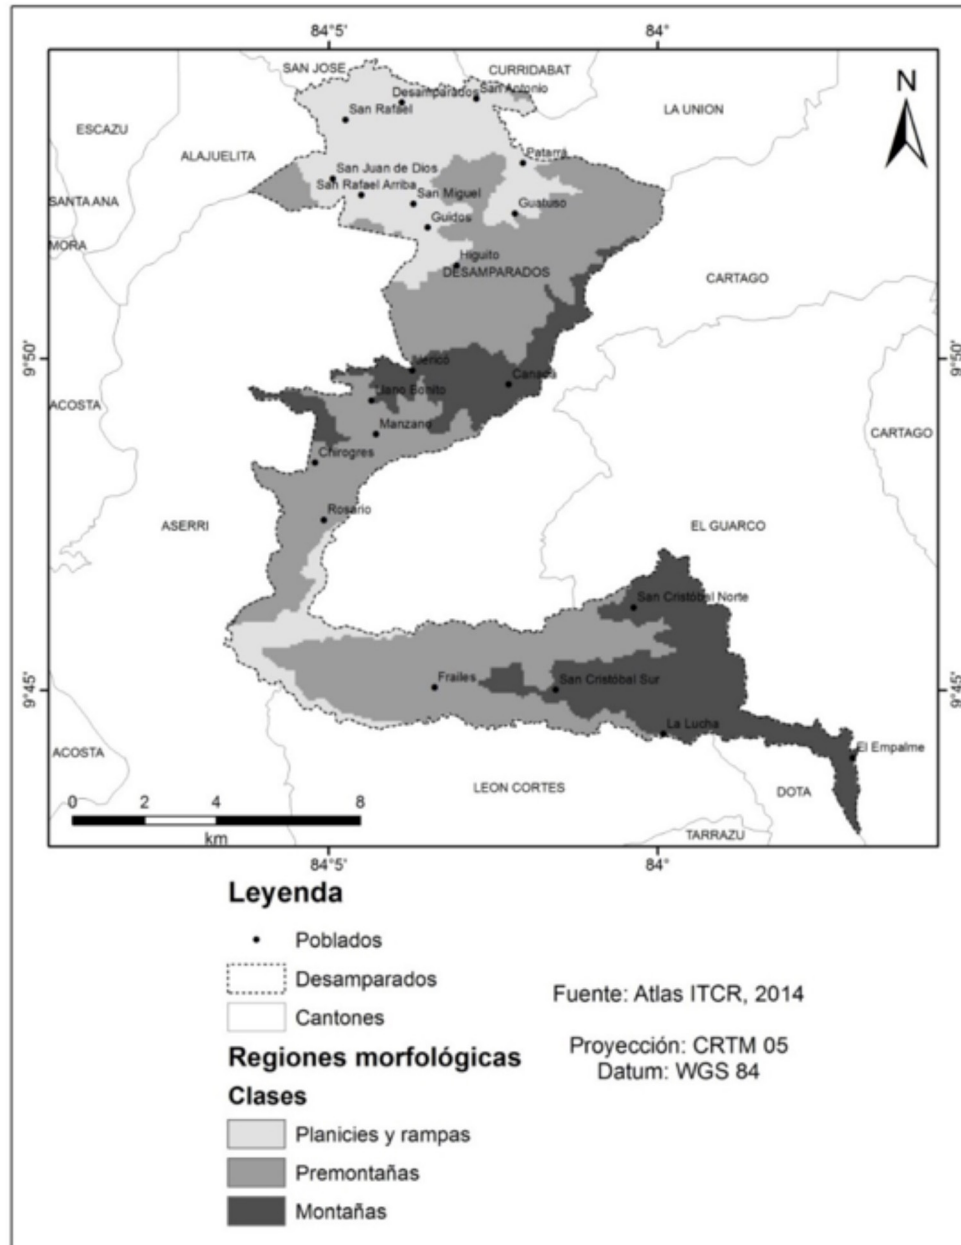 84°5'
84°
SAN JOSE
CURRIDABAT
N
Desamparados
San Antonio
San Rafael
LA UNION
ESCAZU
ALAJUELITA
Patarrá
San Juan de Dios
San Rafael Arriba
San Miguel
SANTA ANA
Guatuso
Guidos
MORA
Higuito
DESAMPARADOS
CARTAGO
9°50'
9°50'
Jericó
Canacá
Llano Bonito
ACOSTA
Manzano
CARTAGO
Chirogres
Rosario
ASERRI
EL GUARCO
San Cristóbal Norte
Frailes
San Cristóbal Sur
9°45'
9°45'
La Lucha
El Empalme
ACOSTA
LEON CORTES
DOTA
0 2 4 8
km
TARRAZU
84°5'
84°
Leyenda
Poblados
Desamparados
Cantones
Fuente: Atlas ITCR, 2014
Proyección: CRTM 05
Datum: WGS 84
Regiones morfológicas
Clases
Planicies y rampas
Premontañas
Montañas